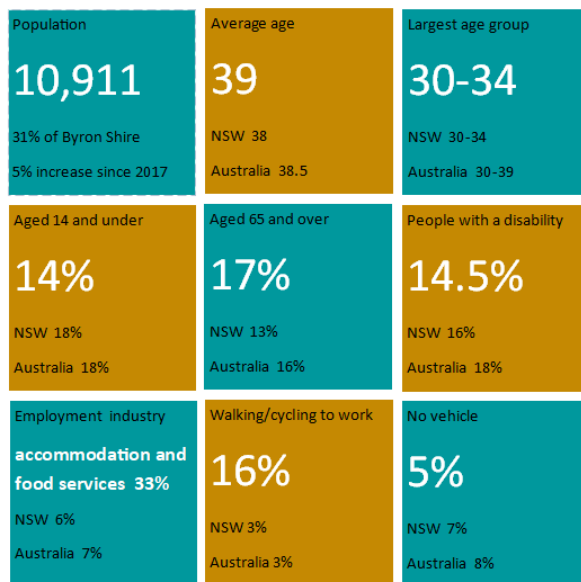 Population
10,911
31% of Byron Shire
5% increase since 2017
Average age
39
NSW 38
Australia 38.5
Largest age group
30-34
NSW 30-34
Australia 30-39
Aged 14 and under
14%
NSW 18%
Australia 18%
Aged 65 and over
17%
NSW 13%
Australia 16%
People with a disability
14.5%
NSW 16%
Australia 18%
Employment industry
accommodation and
food services 33%
NSW 6%
Australia 7%
Walking/cycling to work
16%
NSW 3%
Australia 3%
No vehicle
5%
NSW 7%
Australia 8%